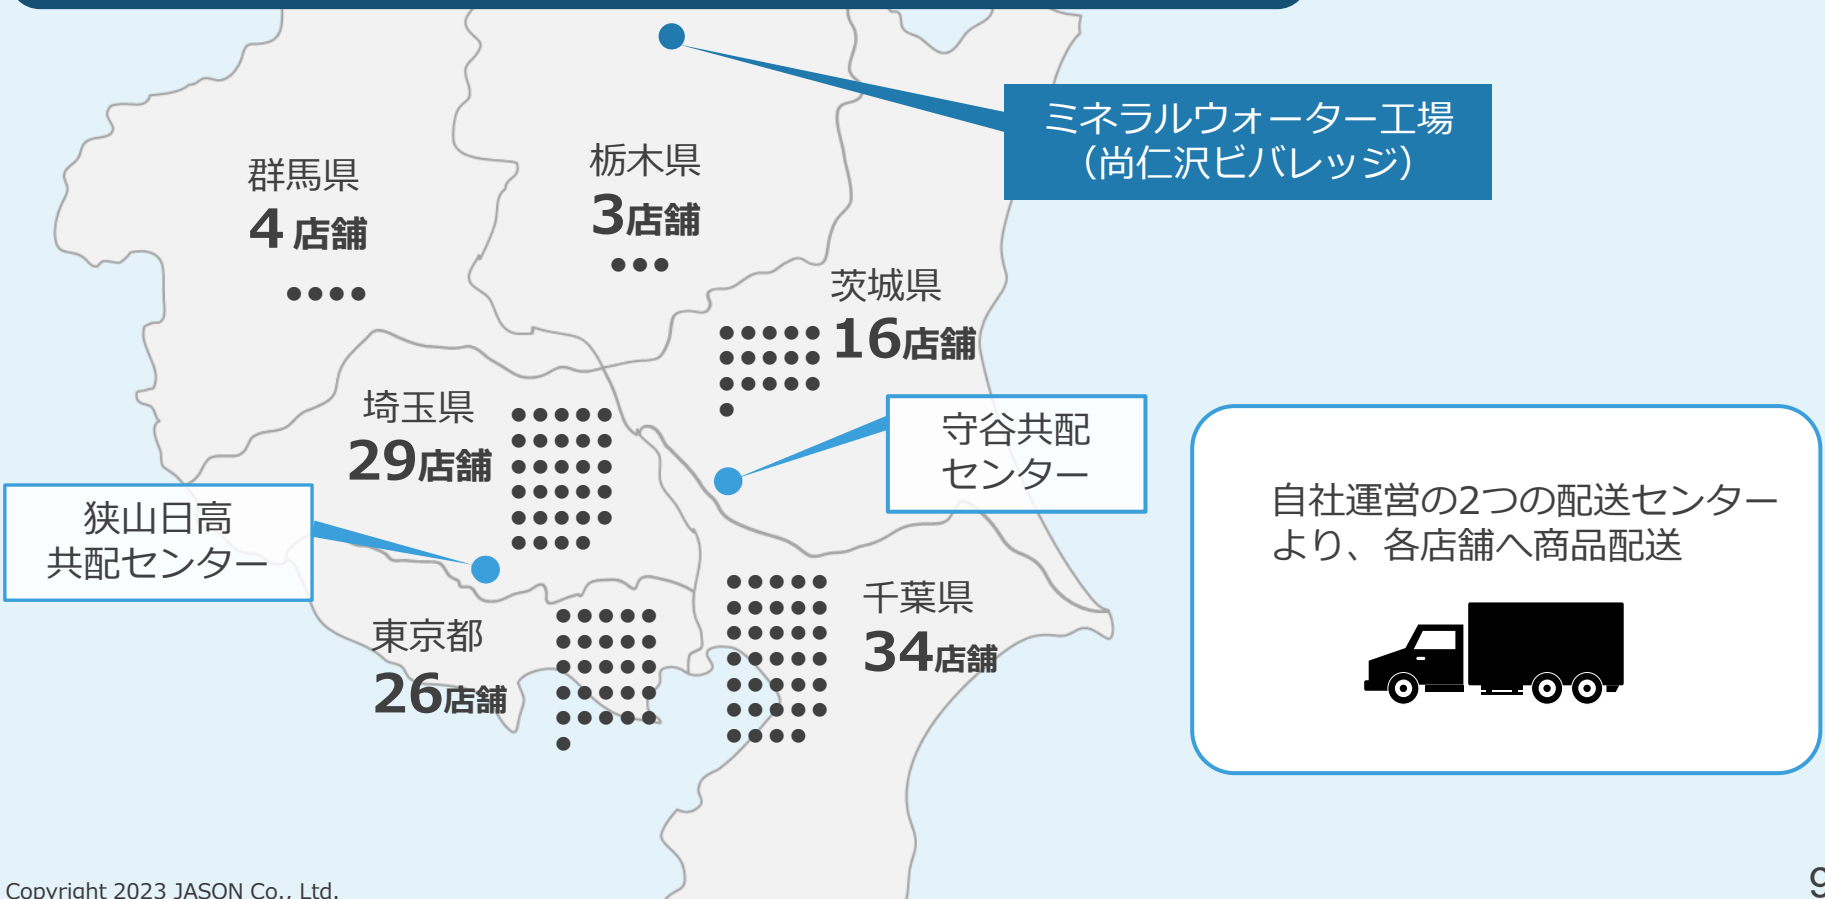 ミネラルウォーター工場
（尚仁沢ビバレッジ）
群馬県
4 店舗
栃木県
3店舗
茨城県
16店舗
埼玉県
29店舗
守谷共配
センター
狭山日高
共配センター
東京都
26店舗
千葉県
34店舗
自社運営の2つの配送センター
より、各店舗へ商品配送
Copyright 2023 JASON Co., Ltd.
9